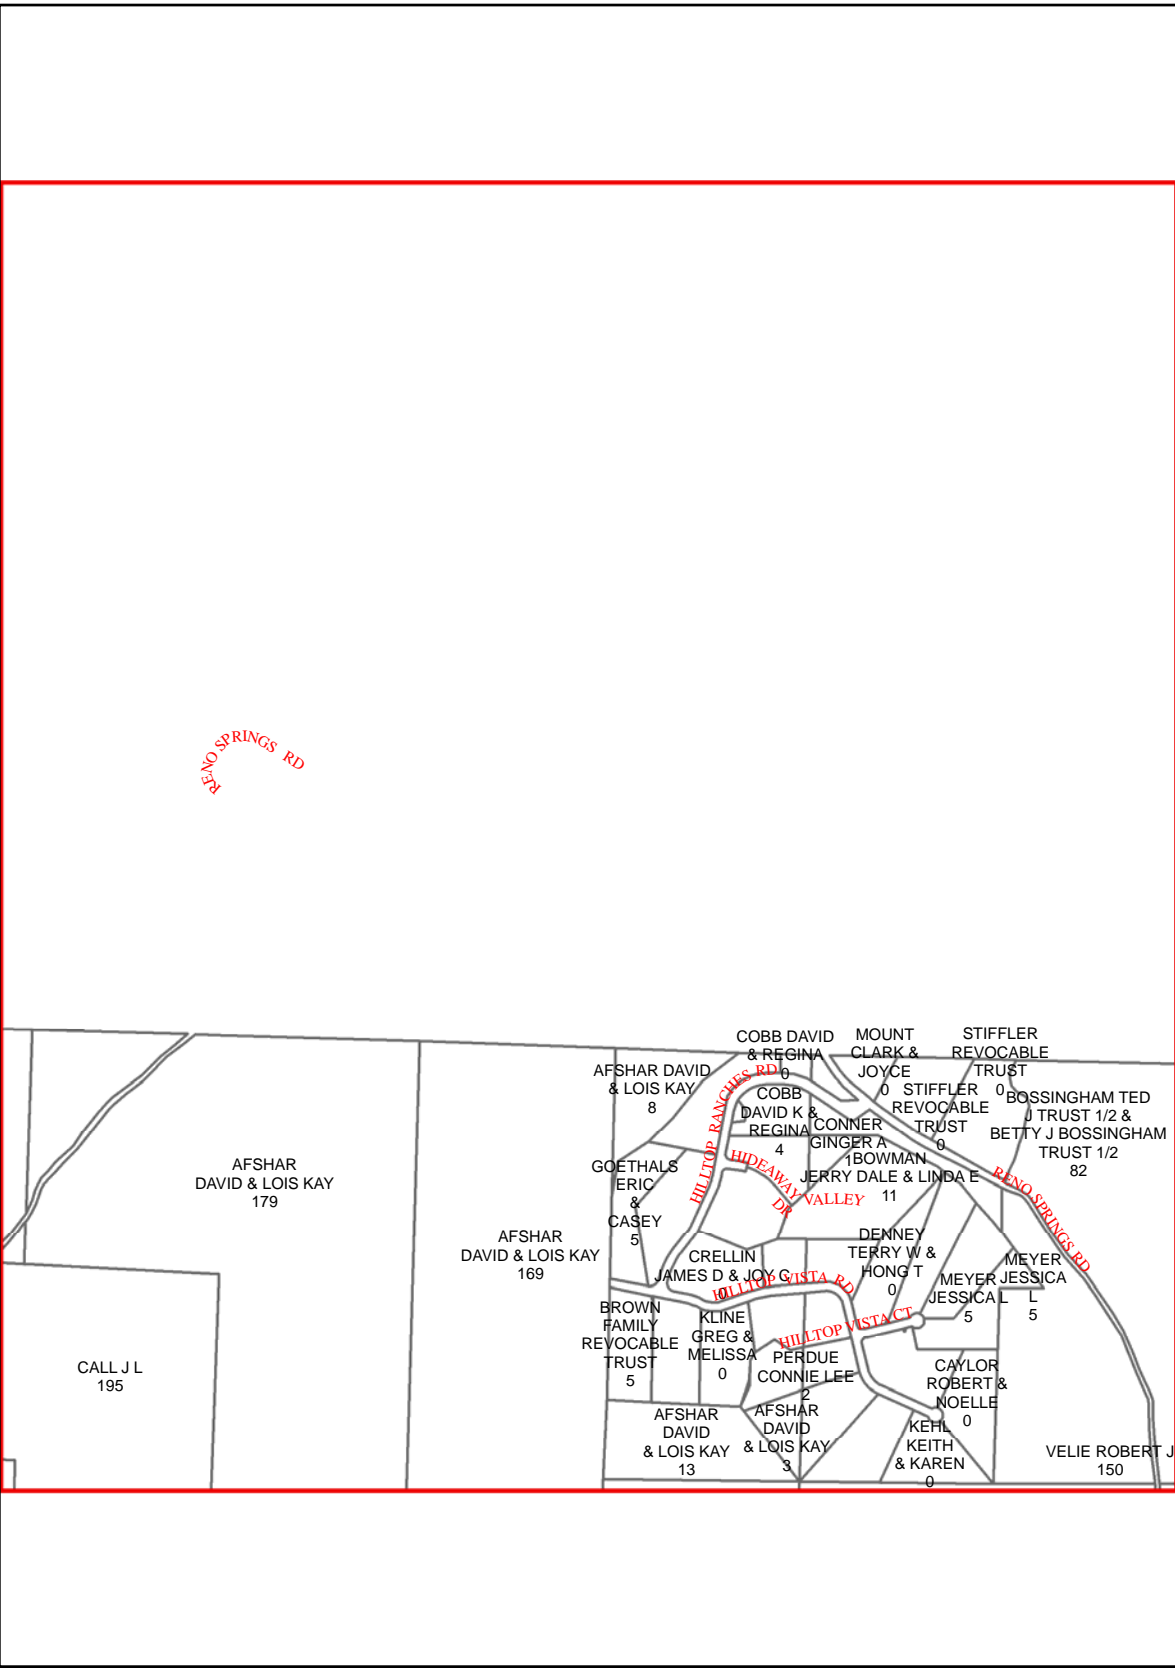 RENO SPRINGS RD
COBB DAVID
& REGINA
0
MOUNT
CLARK &
JOYCE
0
STIFFLER
REVOCABLE
TRUST
0
AFSHAR DAVID
& LOIS KAY
8
HILLTOP RANCHES RD
COBB
DAVID K &
REGINA
4
STIFFLER
REVOCABLE
TRUST
0
BOSSINGHAM TED
J TRUST 1/2 &
BETTY J BOSSINGHAM
TRUST 1/2
82
CONNER
GINGER A
1
BOWMAN
JERRY DALE & LINDA E
11
AFSHAR
DAVID & LOIS KAY
179
GOETHALS
ERIC
&
CASEY
5
HIDEAWAY VALLEY
DR
RENO SPRINGS RD
AFSHAR
DAVID & LOIS KAY
169
CRELLIN
JAMES D & JOY C
0
DENNEY
TERRY W &
HONG T
0
MEYER
JESSICA L
5
MEYER
JESSICA
L
5
HILLTOP VISTA RD
BROWN
FAMILY
REVOCABLE
TRUST
5
KLINE
GREG &
MELISSA
0
HILLTOP VISTA CT
PERDUE
CONNIE LEE
2
CALL J L
195
CAYLOR
ROBERT &
NOELLE
0
AFSHAR
DAVID
& LOIS KAY
13
AFSHAR
DAVID
& LOIS KAY
3
KEHL
KEITH
& KAREN
0
VELIE ROBERT J
150